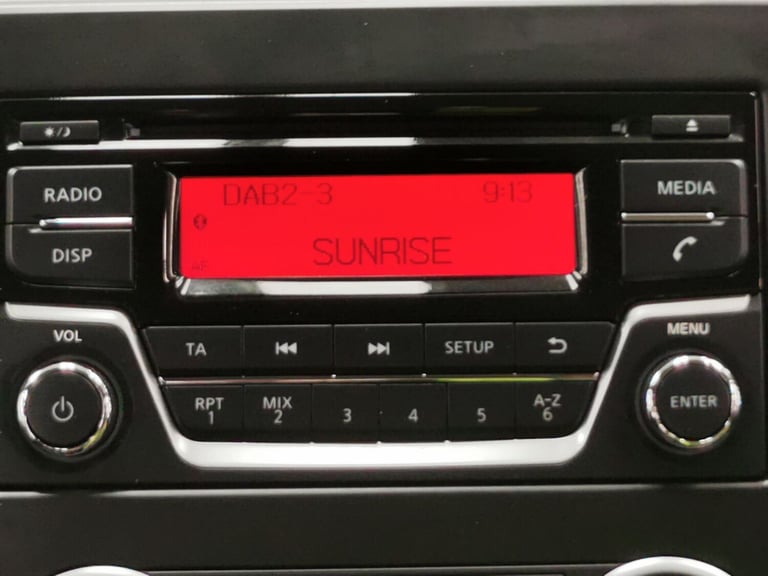 RADIO
DAB2-3 9:13
MEDIA
DISP
AF
SUNRISE
VOL
TA
SETUP
MENU
RPT 1
MIX 2
3
4
5
A-Z 6
ENTER